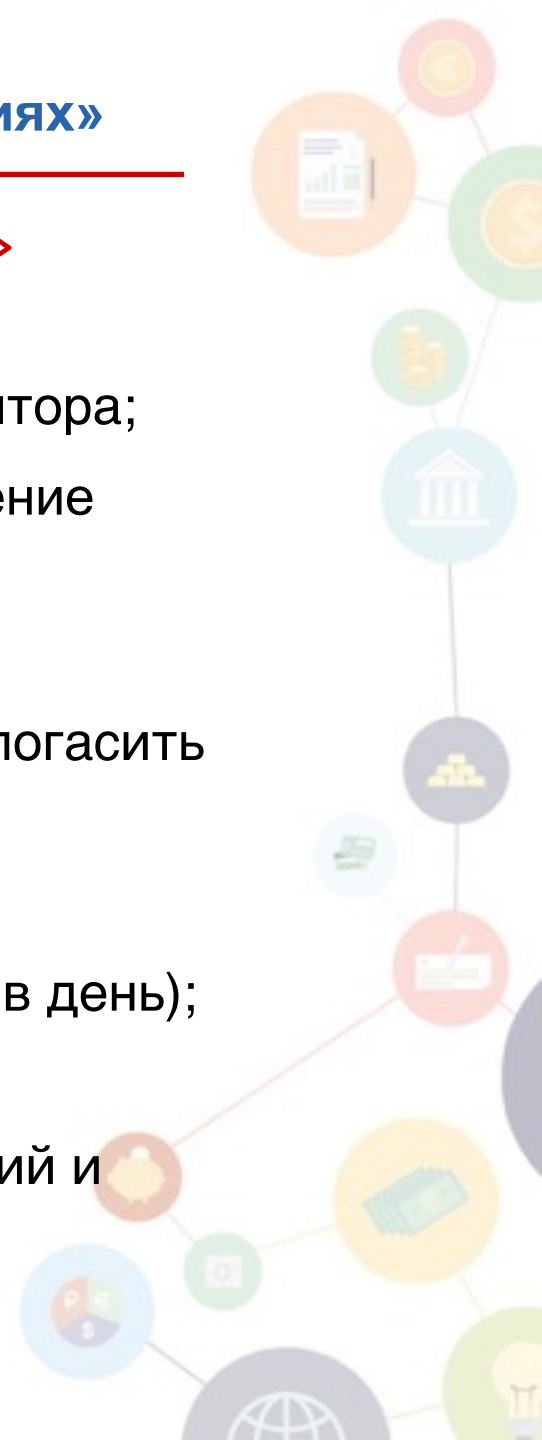 иях»
»
итора;
ение
погасить
в день);
ий и